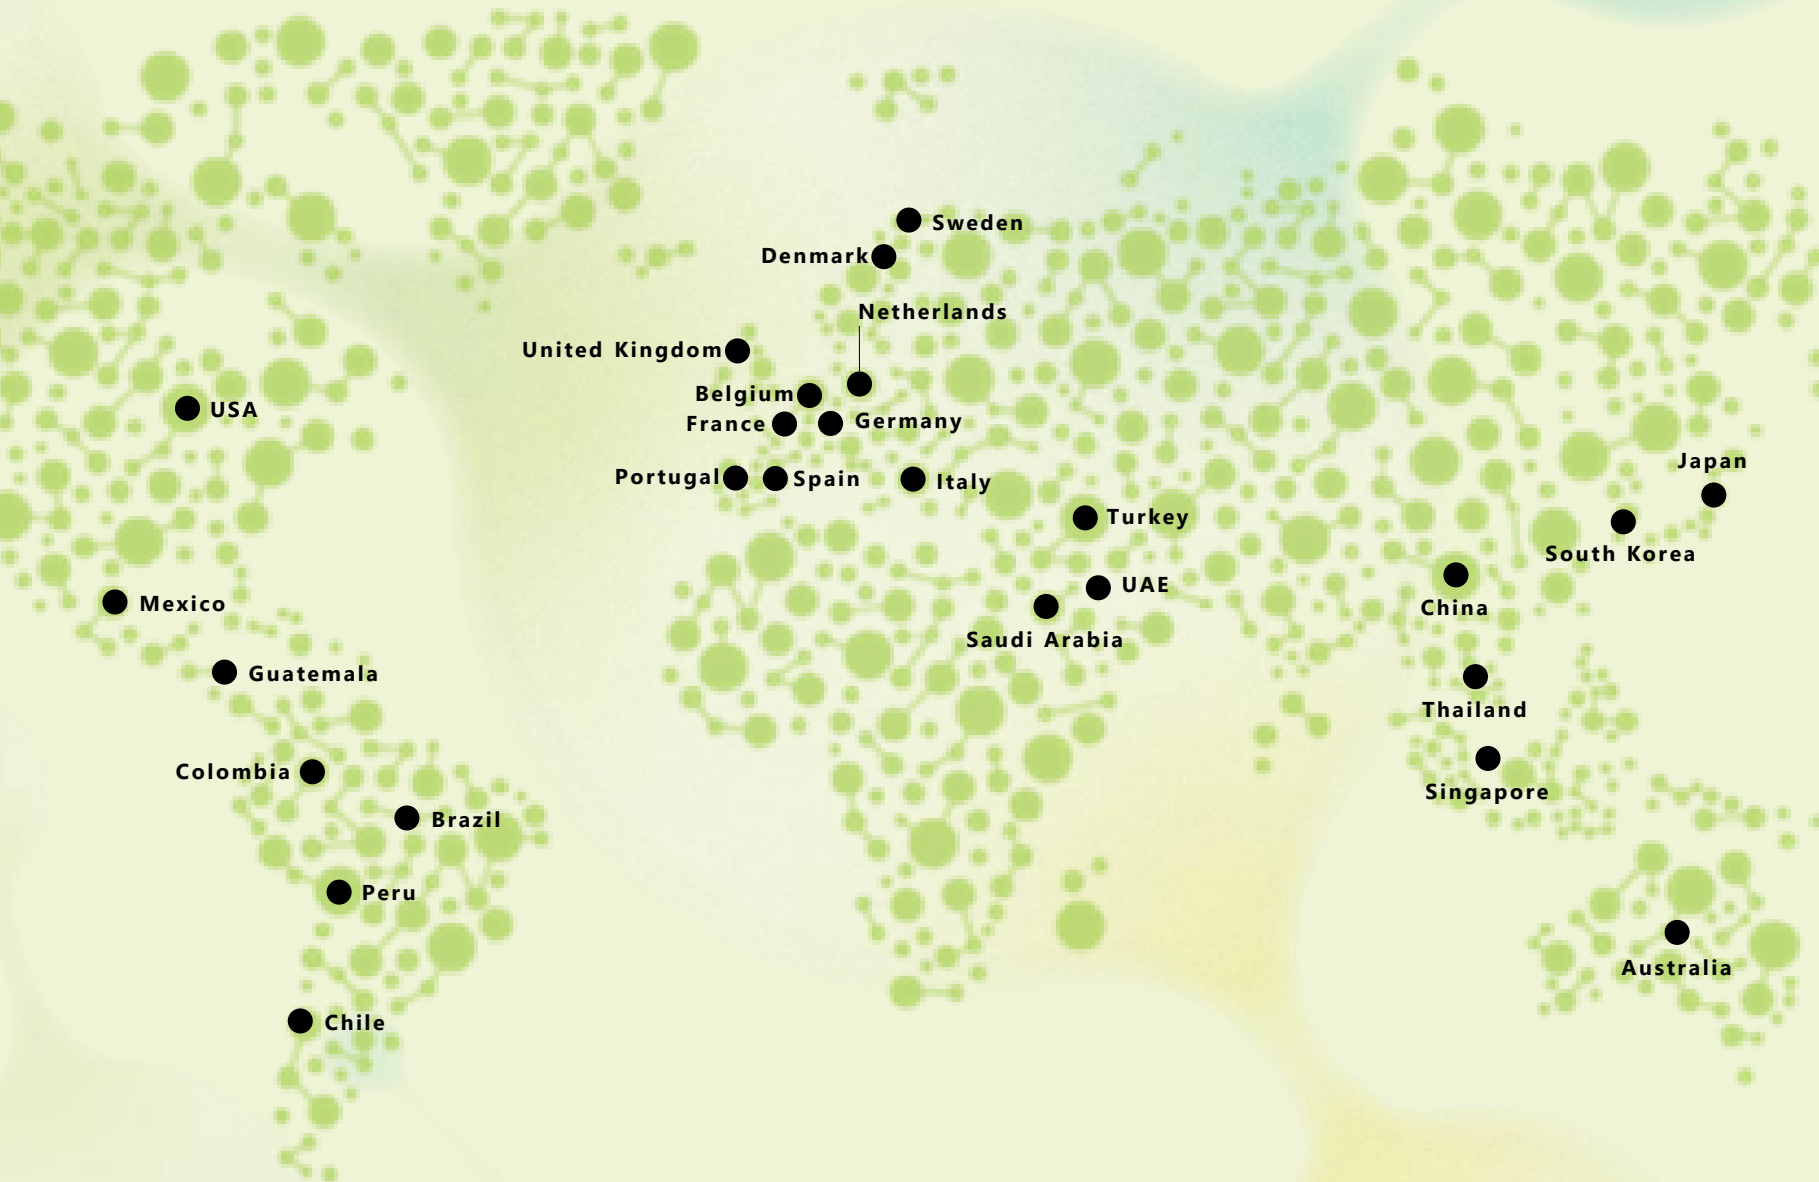 Sweden
Denmark
Netherlands
United Kingdom
Belgium
USA
France
Germany
Japan
Portugal
Spain
Italy
Turkey
South Korea
UAE
Mexico
China
Saudi Arabia
Guatemala
Thailand
Colombia
Singapore
Brazil
Peru
Australia
Chile